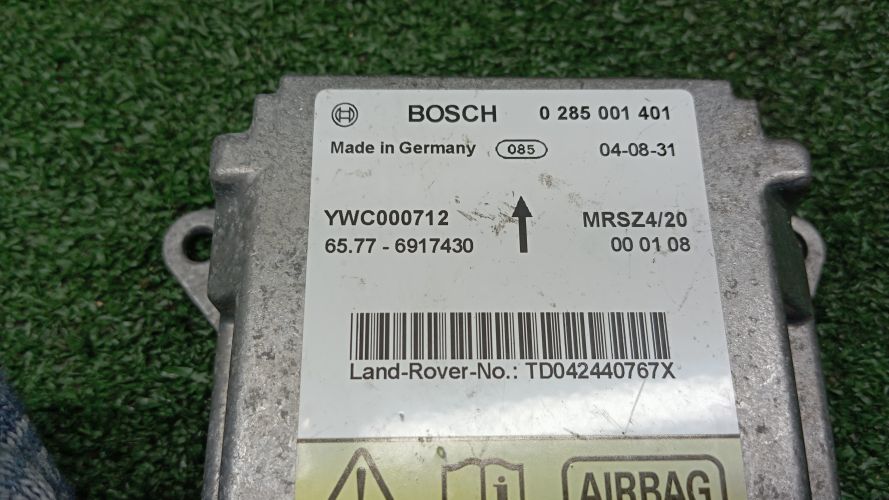 BOSCH 0 285 001 401
Made in Germany 085 04-08-31
YWC000712 MRSZ4/20
65.77 - 6917430 00 01 08
Land-Rover-No.: TD042440767X
AIRBAG